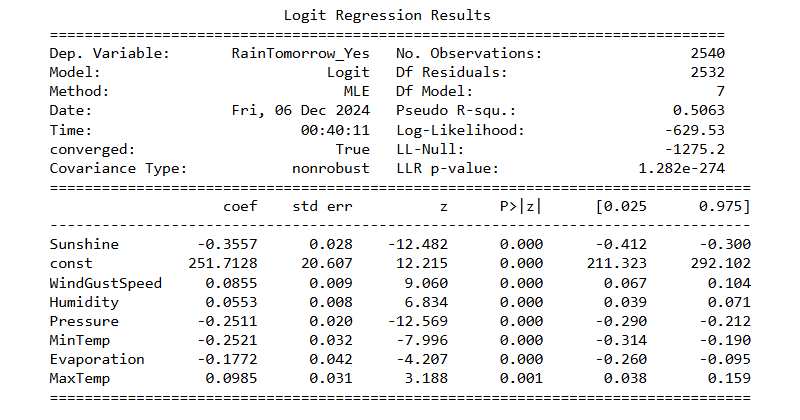 Logit Regression Results
==============================================================================
Dep. Variable: RainTomorrow_Yes No. Observations: 2540
Model: Logit Df Residuals: 2532
Method: MLE Df Model: 7
Date: Fri, 06 Dec 2024 Pseudo R-squ.: 0.5063
Time: 00:40:11 Log-Likelihood: -629.53
converged: True LL-Null: -1275.2
Covariance Type: nonrobust LLR p-value: 1.282e-274
=================================================================================
coef std err z P>|z| [0.025 0.975]
---------------------------------------------------------------------------------
Sunshine -0.3557 0.028 -12.482 0.000 -0.412 -0.300
const 251.7128 20.607 12.215 0.000 211.323 292.102
WindGustSpeed 0.0855 0.009 9.060 0.000 0.067 0.104
Humidity 0.0553 0.008 6.834 0.000 0.039 0.071
Pressure -0.2511 0.020 -12.569 0.000 -0.290 -0.212
MinTemp -0.2521 0.032 -7.996 0.000 -0.314 -0.190
Evaporation -0.1772 0.042 -4.207 0.000 -0.260 -0.095
MaxTemp 0.0985 0.031 3.188 0.001 0.038 0.159
=================================================================================